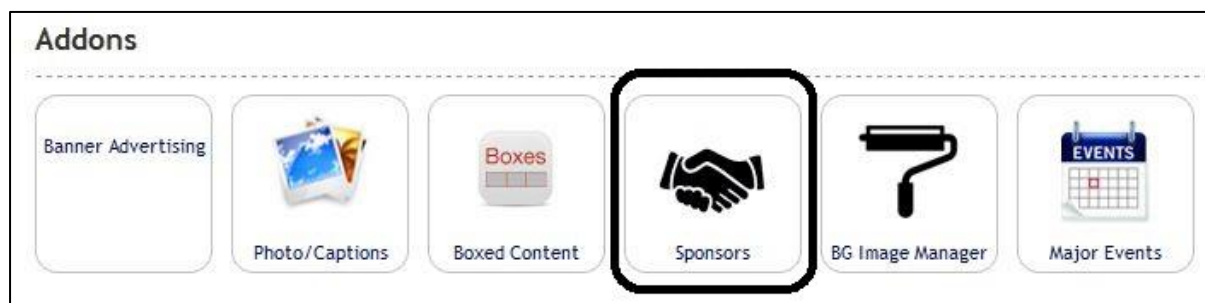 Addons
Banner Advertising
Boxes
EVENTS
Photo/Captions
Boxed Content
Sponsors
BG Image Manager
Major Events